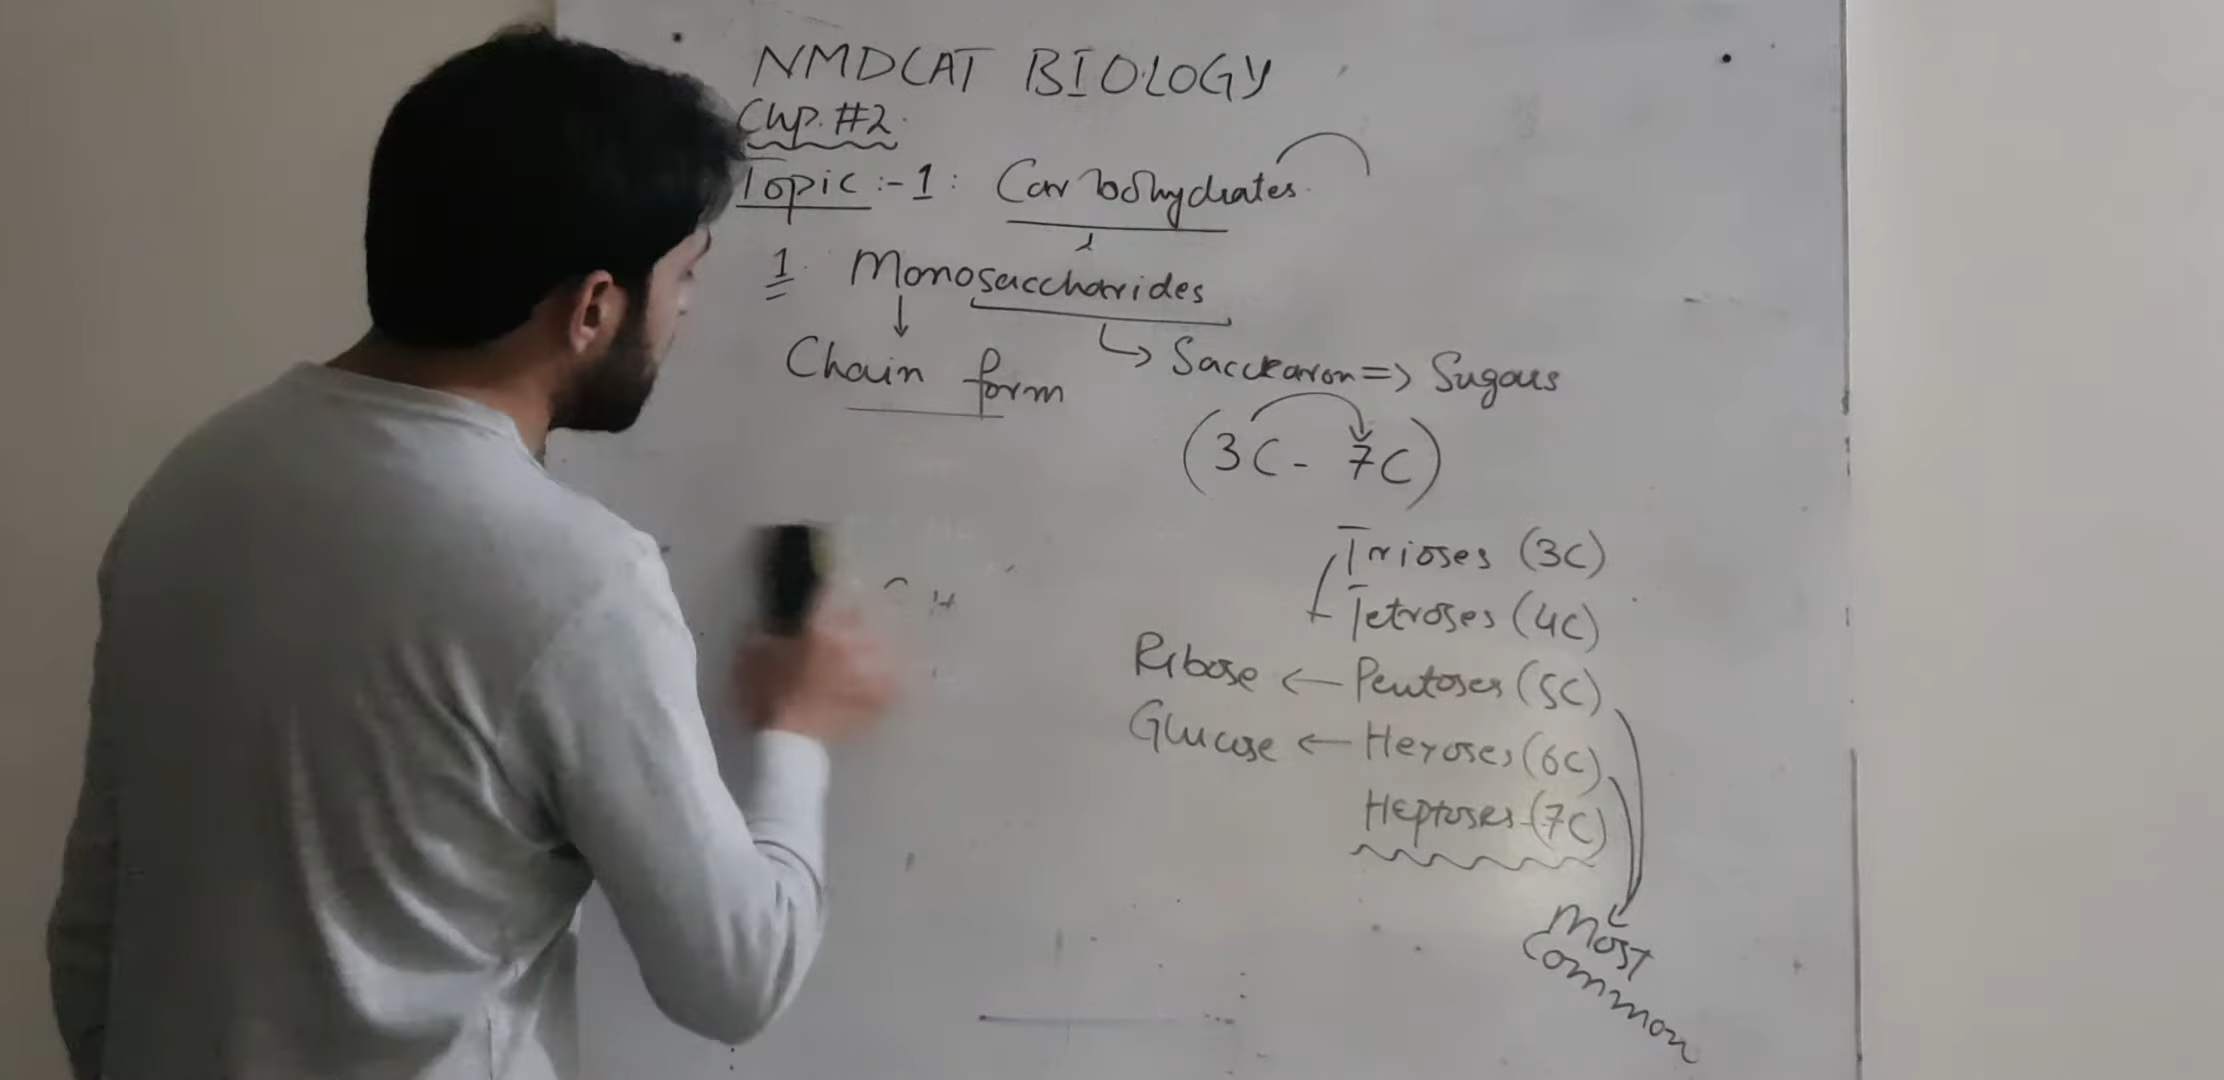 NMDCAT BIOLOGY
Chp. #2
Topic :- 1 : Carbohydrates.
1. Monosaccharides
Chain form
Saccharon => Sugars
(3C - 7C)
Trioses (3C)
Tetroses (4C)
Ribose ← Pentoses (5C)
Glucose ← Hexoses (6C)
Heptoses (7C)
Most
Common